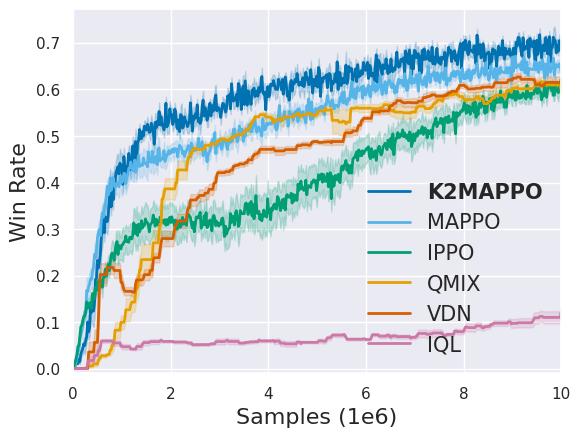 0.7
0.6
0.5
0.4
0.3
0.2
0.1
0.0
Win Rate
K2MAPPO
MAPPO
IPPO
QMIX
VDN
IQL
0 2 4 6 8 10
Samples (1e6)